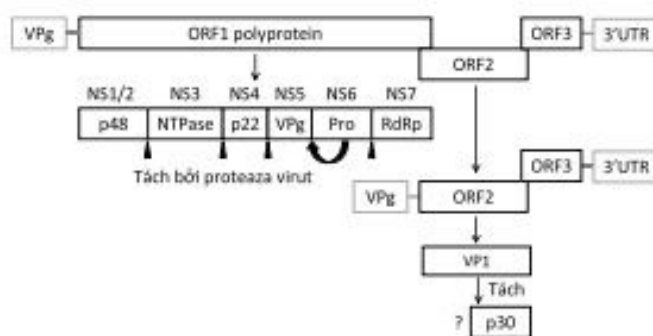 VPg ORF1 polyprotein ORF3 3'UTR
ORF2
NS1/2 NS3 NS4 NS5 NS6 NS7
p48 NTPase p22 VPg Pro RdRp
Tách bởi proteaza virut
ORF3 3'UTR
VPg ORF2
VP1
Tách
? p30